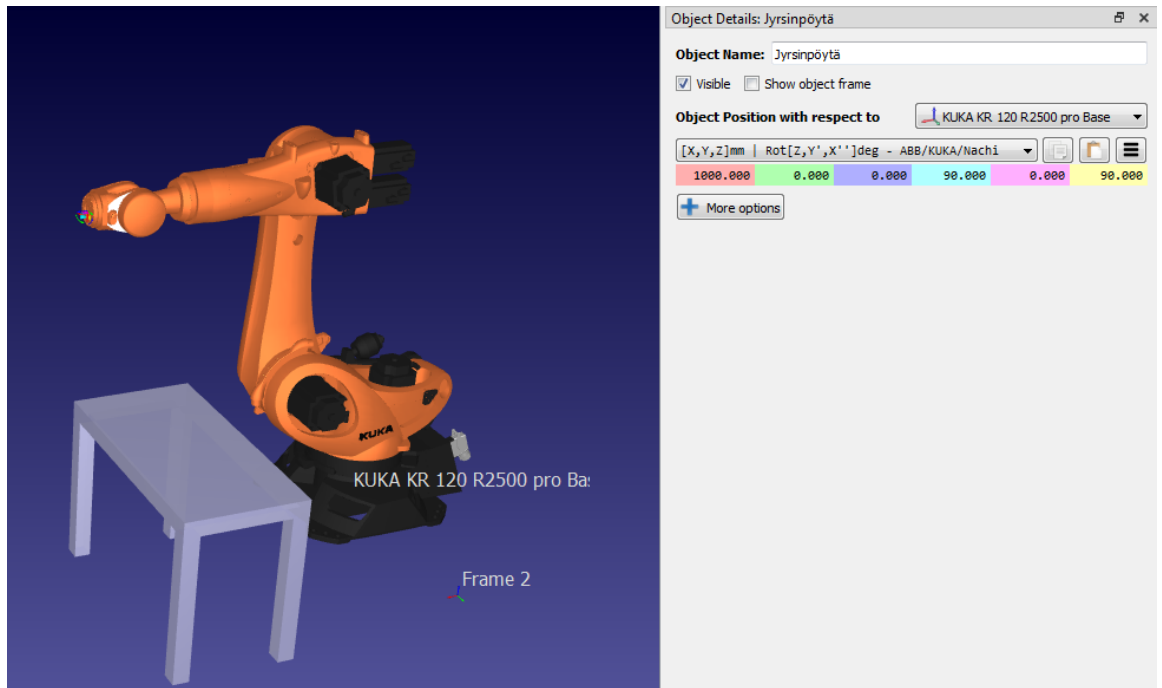 Object Details: Jyrsinpöytä
Object Name: Jyrsinpöytä
Visible Show object frame
Object Position with respect to KUKA KR 120 R2500 pro Base
[X,Y,Z]mm | Rot[Z,Y',X'']deg - ABB/KUKA/Nachi
1000.000 0.000 0.000 90.000 0.000 90.000
More options
KUKA
KUKA KR 120 R2500 pro Ba
Frame 2